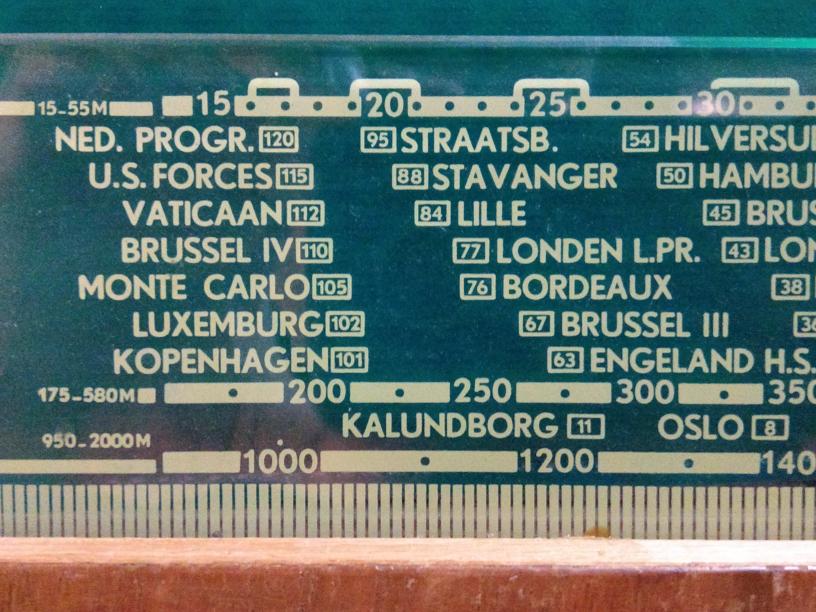 15-55M 15 20 25 30
NED. PROGR. 120 95 STRAATSB. 54 HILVERSU
U.S. FORCES 115 88 STAVANGER 50 HAMBU
VATICAAN 112 84 LILLE 45 BRUS
BRUSSEL IV 110 77 LONDEN L.PR. 43 LON
MONTE CARLO 105 76 BORDEAUX 38
LUXEMBURG 102 67 BRUSSEL III 36
KOPENHAGEN 101 63 ENGELAND H.S.
175-580M 200 250 300 350
KALUNDBORG 11 OSLO 8
950-2000M
1000 1200 140